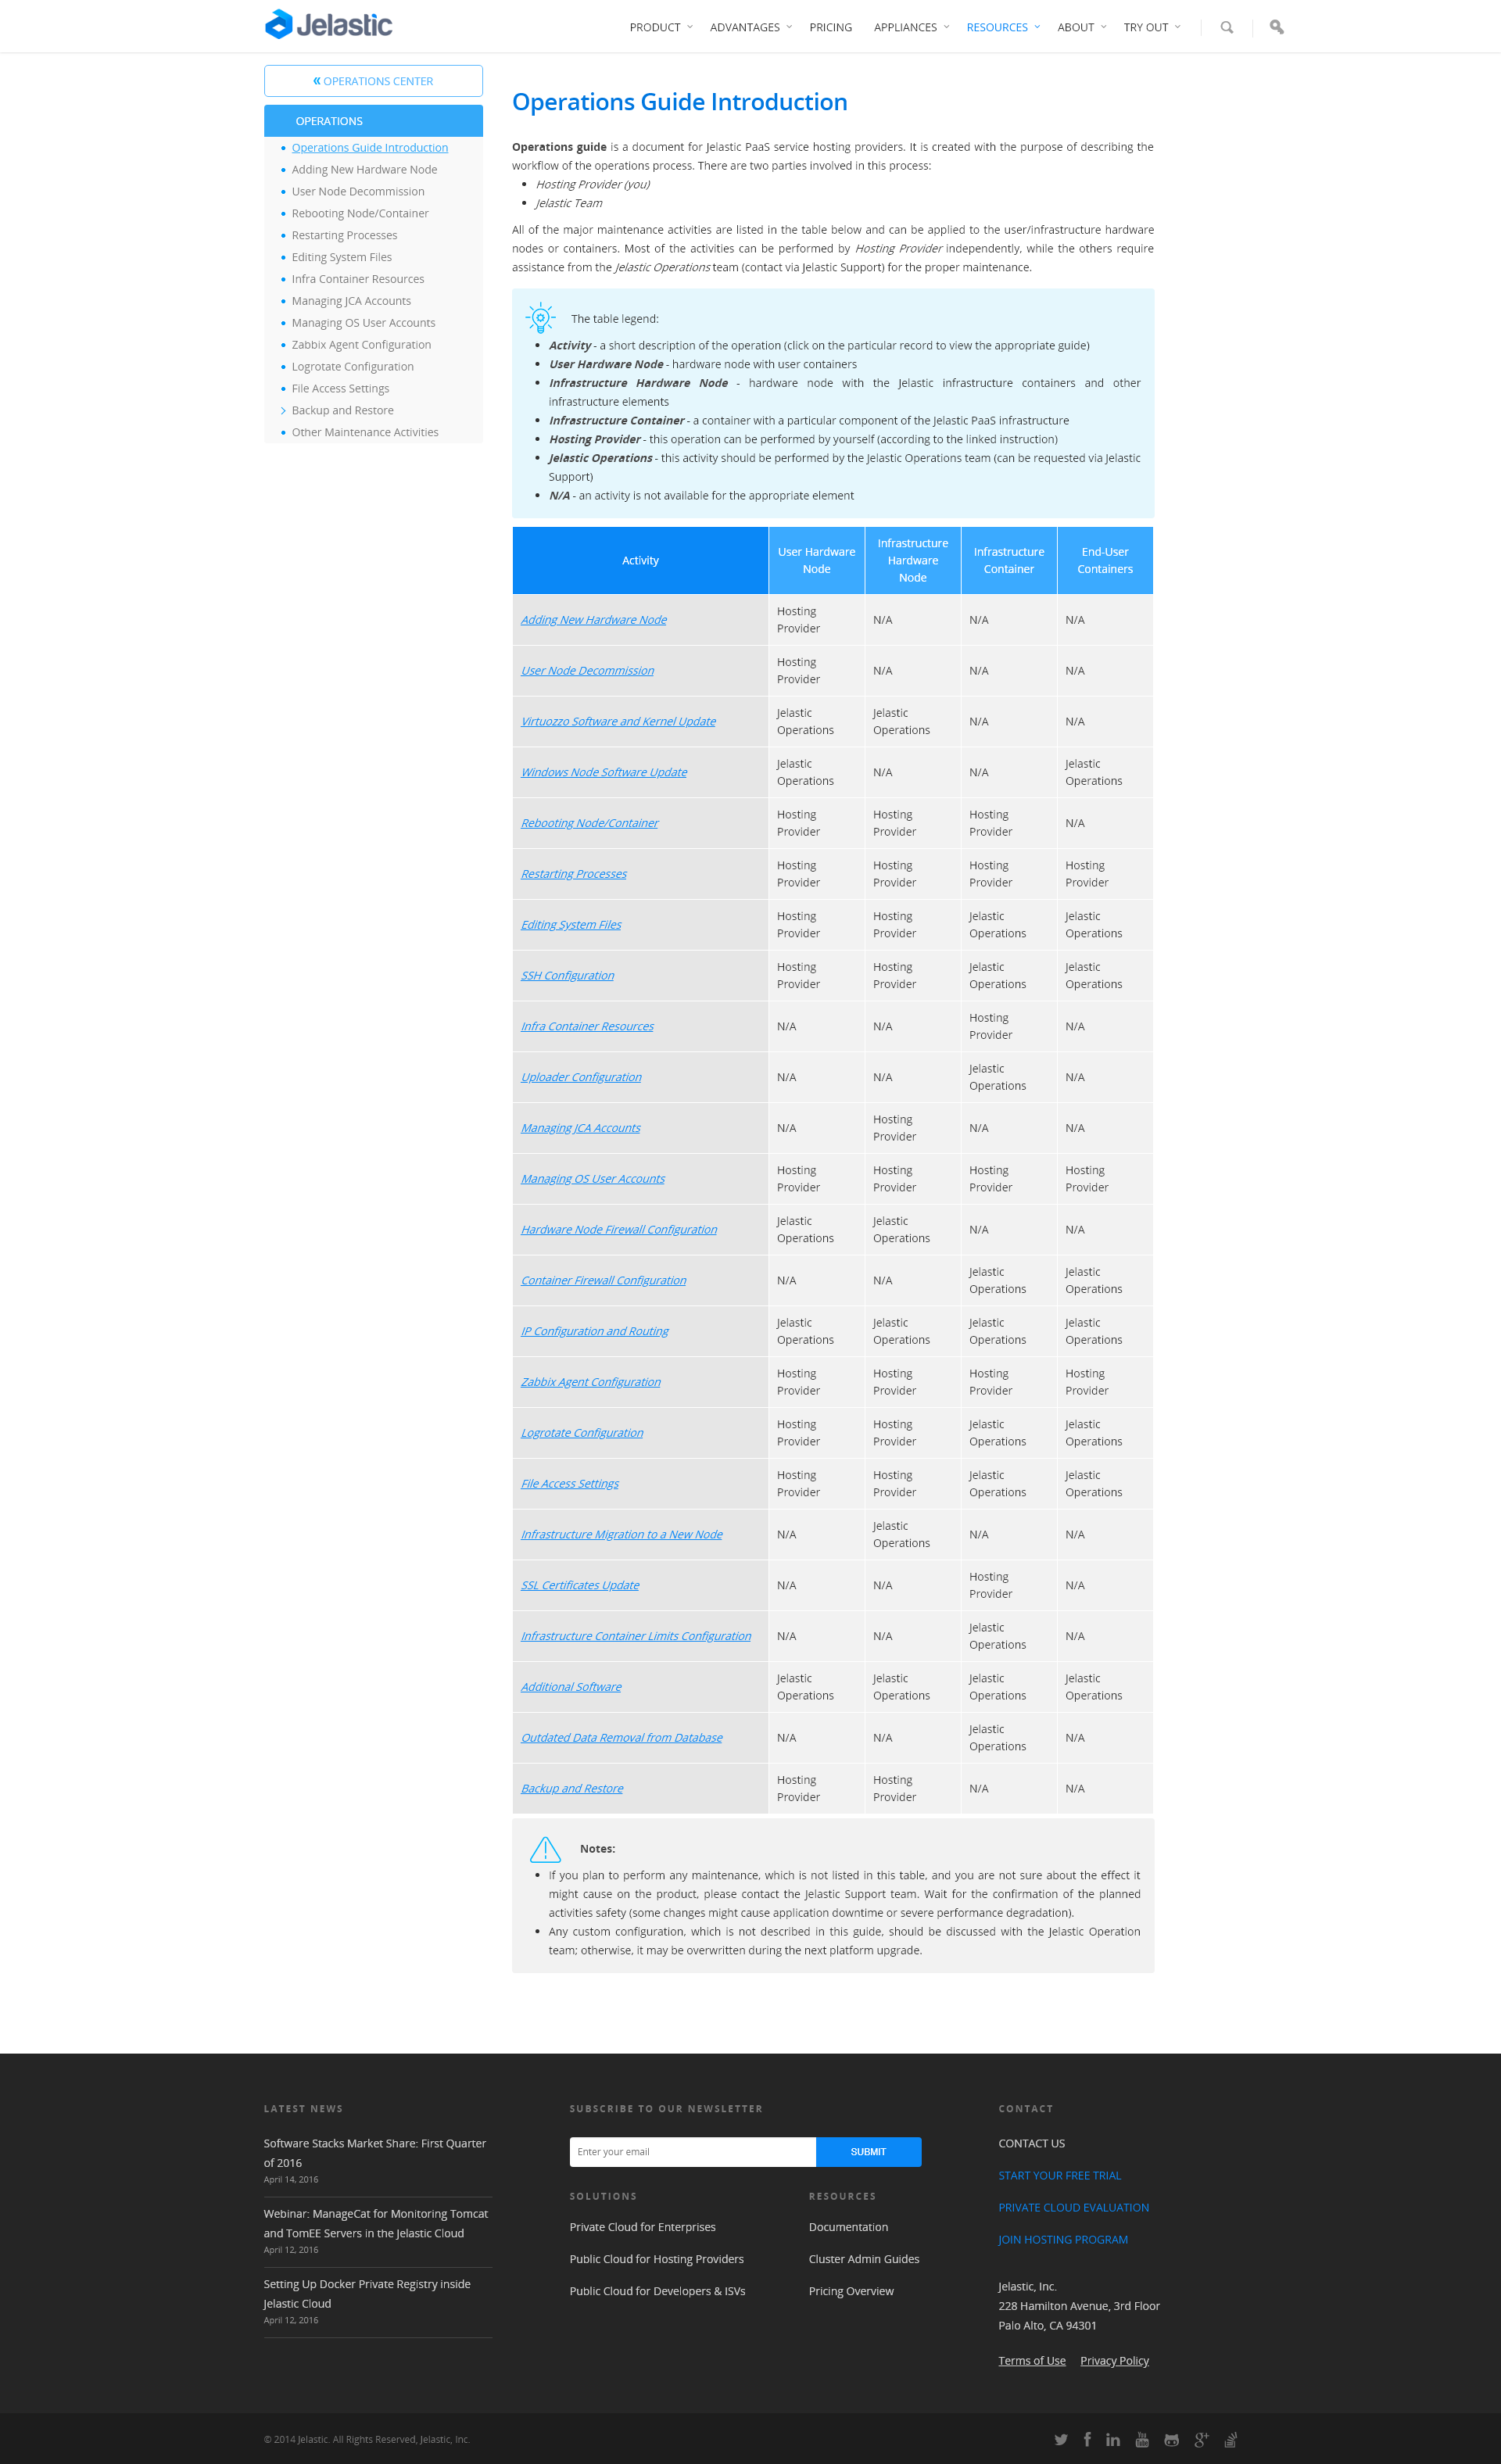 Jelastic
PRODUCT ADVANTAGES PRICING APPLIANCES RESOURCES ABOUT TRY OUT
« OPERATIONS CENTER
OPERATIONS
Operations Guide Introduction
Adding New Hardware Node
User Node Decommission
Rebooting Node/Container
Restarting Processes
Editing System Files
Infra Container Resources
Managing JCA Accounts
Managing OS User Accounts
Zabbix Agent Configuration
Logrotate Configuration
File Access Settings
Backup and Restore
Other Maintenance Activities
Operations Guide Introduction
Operations guide is a document for Jelastic PaaS service hosting providers. It is created with the purpose of describing the
workflow of the operations process. There are two parties involved in this process:
• Hosting Provider (you)
• Jelastic Team
All of the major maintenance activities are listed in the table below and can be applied to the user/infrastructure hardware
nodes or containers. Most of the activities can be performed by Hosting Provider independently, while the others require
assistance from the Jelastic Operations team (contact via Jelastic Support) for the proper maintenance.
The table legend:
• Activity - a short description of the operation (click on the particular record to view the appropriate guide)
• User Hardware Node - hardware node with user containers
• Infrastructure Hardware Node - hardware node with the Jelastic infrastructure containers and other
infrastructure elements
• Infrastructure Container - a container with a particular component of the Jelastic PaaS infrastructure
• Hosting Provider - this operation can be performed by yourself (according to the linked instruction)
• Jelastic Operations - this activity should be performed by the Jelastic Operations team (can be requested via Jelastic
Support)
• N/A - an activity is not available for the appropriate element
Activity User Hardware Node Infrastructure Hardware Node Infrastructure Container End-User Containers
Adding New Hardware Node Hosting Provider N/A N/A N/A
User Node Decommission Hosting Provider N/A N/A N/A
Virtuozzo Software and Kernel Update Jelastic Operations Jelastic Operations N/A N/A
Windows Node Software Update Jelastic Operations N/A N/A Jelastic Operations
Rebooting Node/Container Hosting Provider Hosting Provider Hosting Provider N/A
Restarting Processes Hosting Provider Hosting Provider Hosting Provider Hosting Provider
Editing System Files Hosting Provider Hosting Provider Jelastic Operations Jelastic Operations
SSH Configuration Hosting Provider Hosting Provider Jelastic Operations Jelastic Operations
Infra Container Resources N/A N/A Hosting Provider N/A
Uploader Configuration N/A N/A Jelastic Operations N/A
Managing JCA Accounts N/A Hosting Provider N/A N/A
Managing OS User Accounts Hosting Provider Hosting Provider Hosting Provider Hosting Provider
Hardware Node Firewall Configuration Jelastic Operations Jelastic Operations N/A N/A
Container Firewall Configuration N/A N/A Jelastic Operations Jelastic Operations
IP Configuration and Routing Jelastic Operations Jelastic Operations Jelastic Operations Jelastic Operations
Zabbix Agent Configuration Hosting Provider Hosting Provider Hosting Provider Hosting Provider
Logrotate Configuration Hosting Provider Hosting Provider Jelastic Operations Jelastic Operations
File Access Settings Hosting Provider Hosting Provider Jelastic Operations Jelastic Operations
Infrastructure Migration to a New Node N/A Jelastic Operations N/A N/A
SSL Certificates Update N/A N/A Hosting Provider N/A
Infrastructure Container Limits Configuration N/A N/A Jelastic Operations N/A
Additional Software Jelastic Operations Jelastic Operations Jelastic Operations Jelastic Operations
Outdated Data Removal from Database N/A N/A Jelastic Operations N/A
Backup and Restore Hosting Provider Hosting Provider N/A N/A
Notes:
• If you plan to perform any maintenance, which is not listed in this table, and you are not sure about the effect it
might cause on the product, please contact the Jelastic Support team. Wait for the confirmation of the planned
activities safety (some changes might cause application downtime or severe performance degradation).
• Any custom configuration, which is not described in this guide, should be discussed with the Jelastic Operation
team; otherwise, it may be overwritten during the next platform upgrade.
LATEST NEWS
Software Stacks Market Share: First Quarter
of 2016
April 14, 2016
Webinar: ManageCat for Monitoring Tomcat
and TomEE Servers in the Jelastic Cloud
April 12, 2016
Setting Up Docker Private Registry inside
Jelastic Cloud
April 12, 2016
SUBSCRIBE TO OUR NEWSLETTER
Enter your email SUBMIT
SOLUTIONS
Private Cloud for Enterprises
Public Cloud for Hosting Providers
Public Cloud for Developers & ISVs
RESOURCES
Documentation
Cluster Admin Guides
Pricing Overview
CONTACT
CONTACT US
START YOUR FREE TRIAL
PRIVATE CLOUD EVALUATION
JOIN HOSTING PROGRAM
Jelastic, Inc.
228 Hamilton Avenue, 3rd Floor
Palo Alto, CA 94301
Terms of Use Privacy Policy
© 2014 Jelastic. All Rights Reserved, Jelastic, Inc.